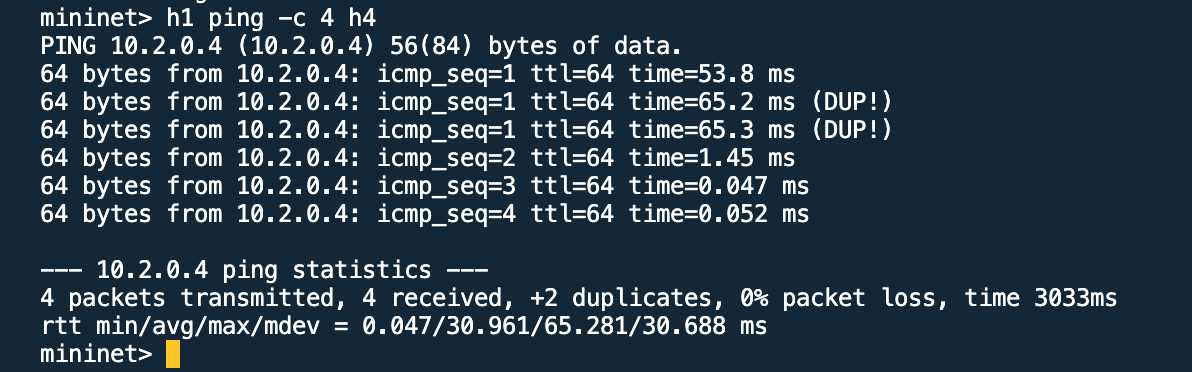 mininet> h1 ping -c 4 h4
PING 10.2.0.4 (10.2.0.4) 56(84) bytes of data.
64 bytes from 10.2.0.4: icmp_seq=1 ttl=64 time=53.8 ms
64 bytes from 10.2.0.4: icmp_seq=1 ttl=64 time=65.2 ms (DUP!)
64 bytes from 10.2.0.4: icmp_seq=1 ttl=64 time=65.3 ms (DUP!)
64 bytes from 10.2.0.4: icmp_seq=2 ttl=64 time=1.45 ms
64 bytes from 10.2.0.4: icmp_seq=3 ttl=64 time=0.047 ms
64 bytes from 10.2.0.4: icmp_seq=4 ttl=64 time=0.052 ms
--- 10.2.0.4 ping statistics ---
4 packets transmitted, 4 received, +2 duplicates, 0% packet loss, time 3033ms
rtt min/avg/max/mdev = 0.047/30.961/65.281/30.688 ms
mininet>